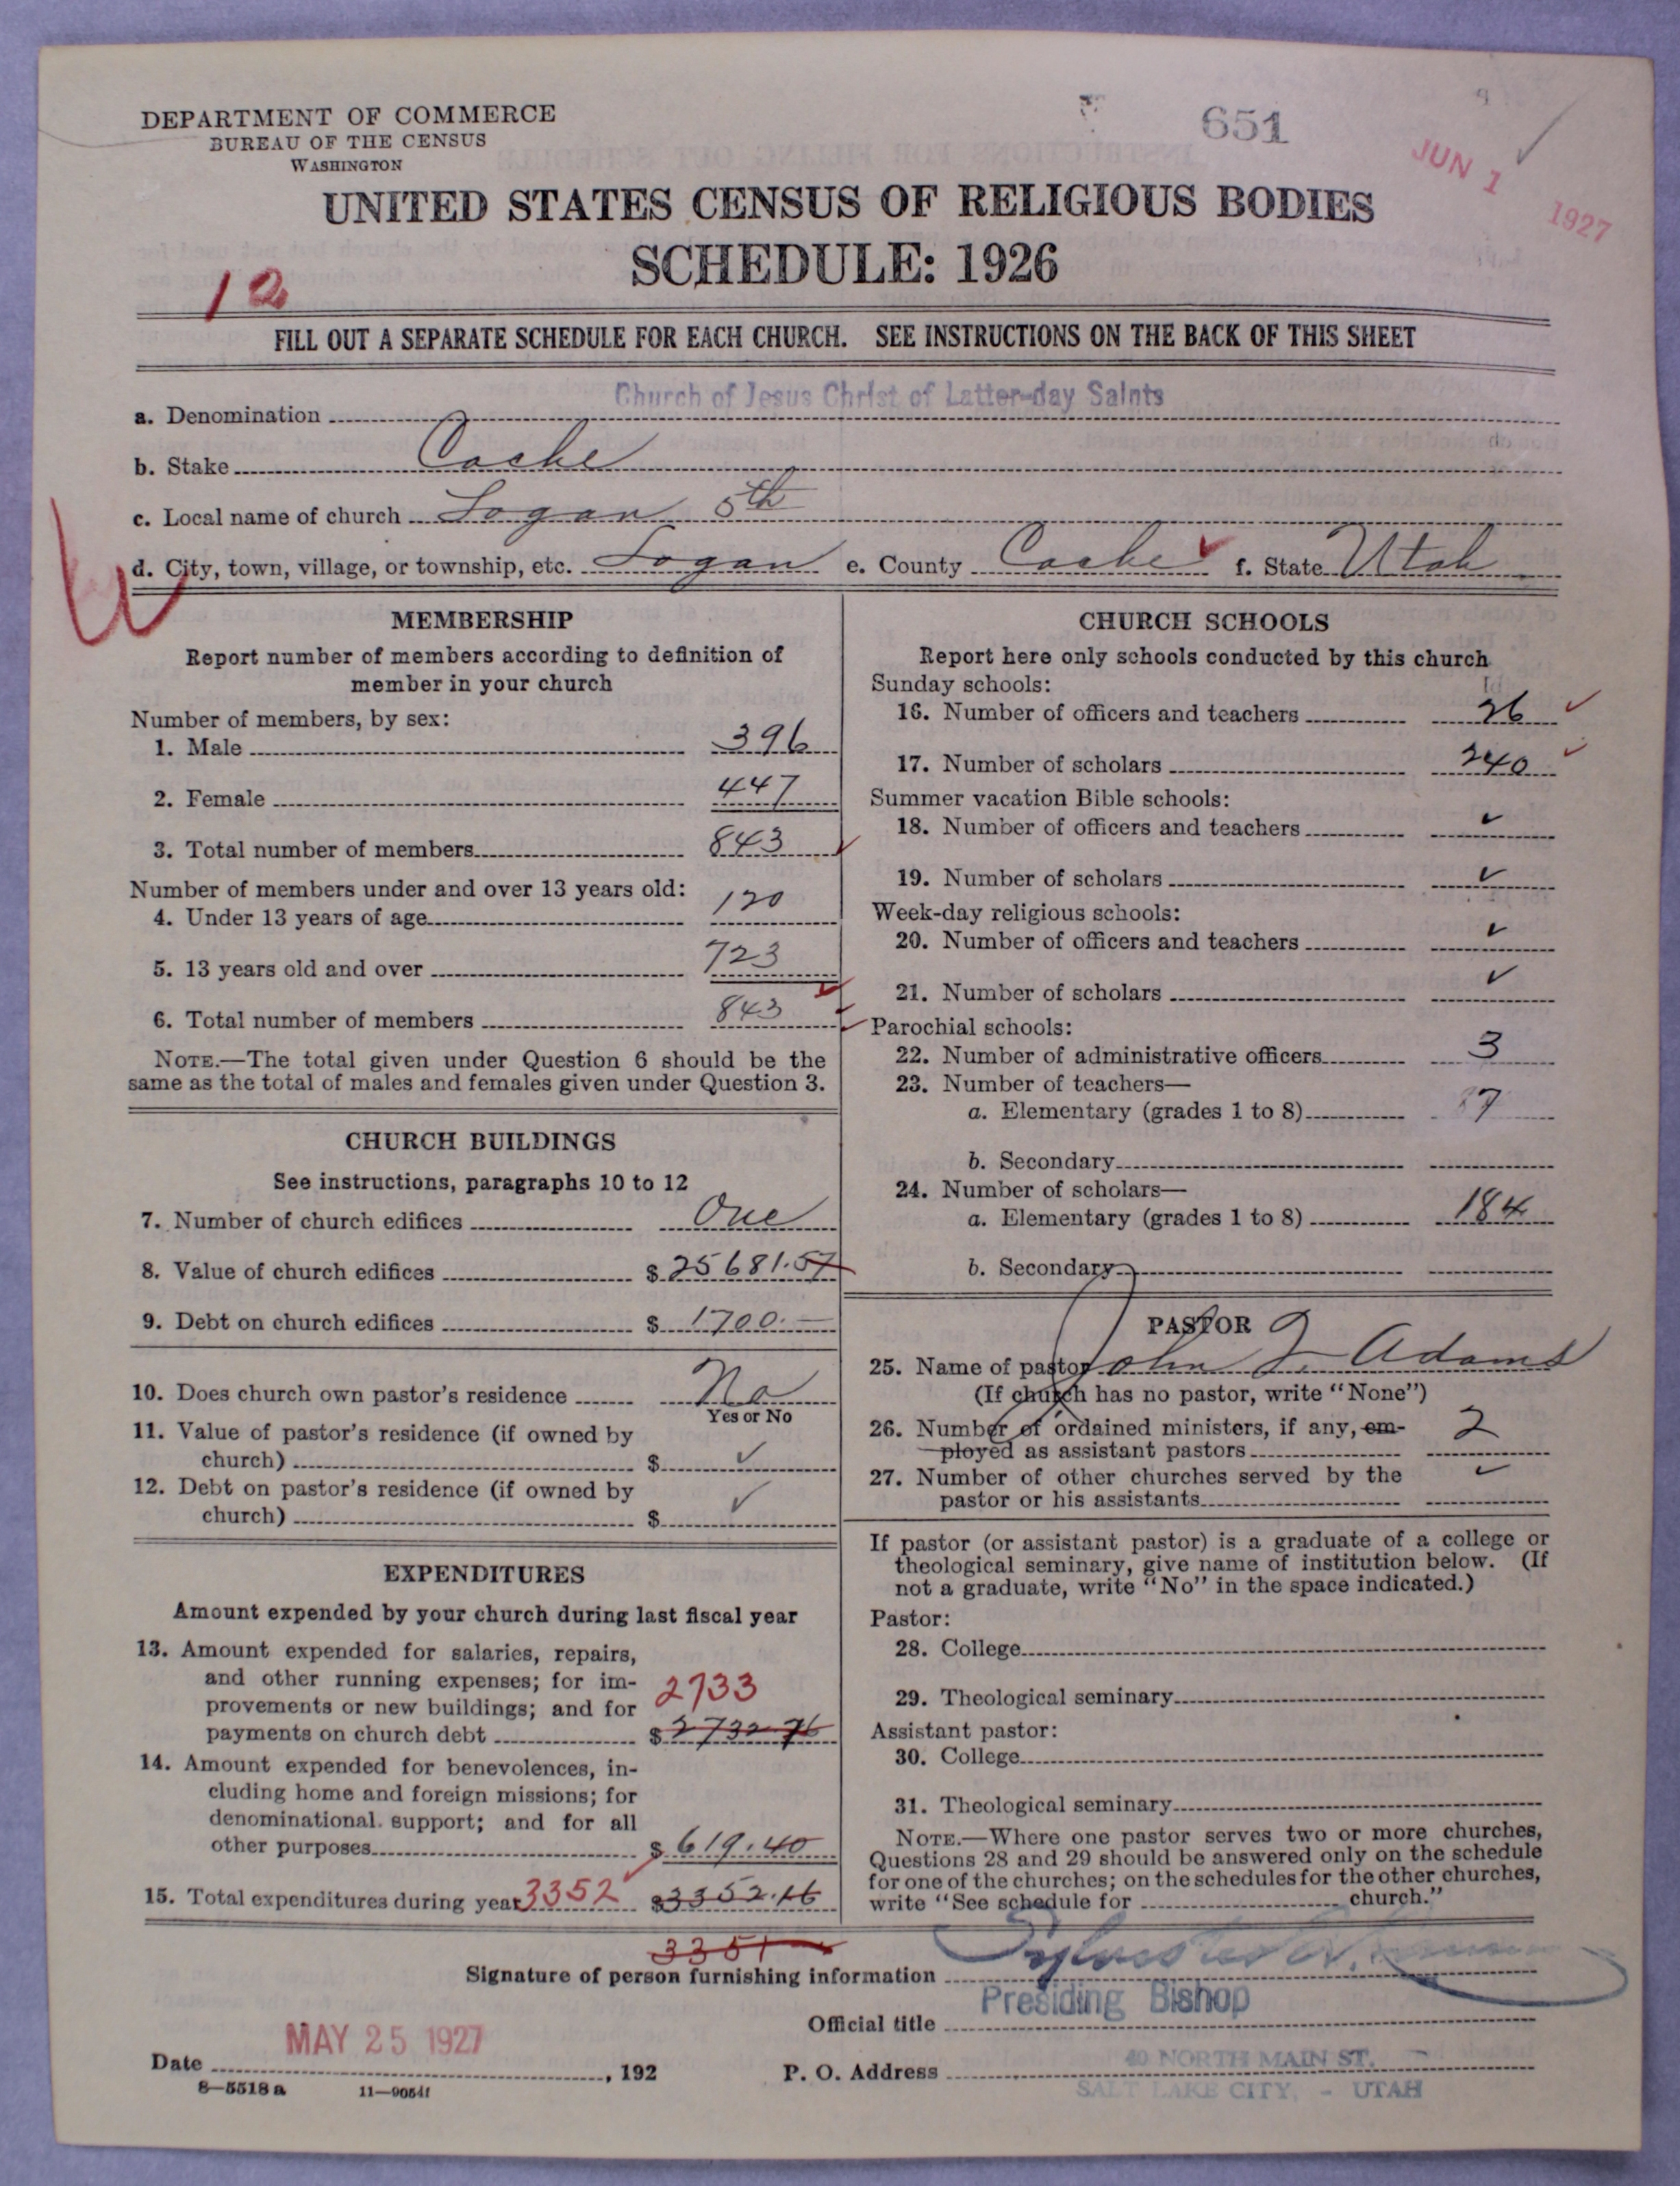 DEPARTMENT OF COMMERCE
BUREAU OF THE CENSUS
WASHINGTON
651
JUN 1 1927
UNITED STATES CENSUS OF RELIGIOUS BODIES
SCHEDULE: 1926
FILL OUT A SEPARATE SCHEDULE FOR EACH CHURCH. SEE INSTRUCTIONS ON THE BACK OF THIS SHEET
a. Denomination Church of Jesus Christ of Latter-day Saints
b. Stake Cache
c. Local name of church Logan 5th
d. City, town, village, or township, etc. Logan e. County Cache f. State Utah
MEMBERSHIP
Report number of members according to definition of
member in your church
Number of members, by sex:
1. Male 396
2. Female 447
3. Total number of members 843
Number of members under and over 13 years old:
4. Under 13 years of age 120
5. 13 years old and over 723
6. Total number of members 843
NOTE.—The total given under Question 6 should be the
same as the total of males and females given under Question 3.
CHURCH BUILDINGS
See instructions, paragraphs 10 to 12
7. Number of church edifices One
8. Value of church edifices $ 25681.57
9. Debt on church edifices $ 1700.—
10. Does church own pastor's residence No
Yes or No
11. Value of pastor's residence (if owned by
church) $ ✓
12. Debt on pastor's residence (if owned by
church) $ ✓
EXPENDITURES
Amount expended by your church during last fiscal year
13. Amount expended for salaries, repairs,
and other running expenses; for im-
provements or new buildings; and for 2733
payments on church debt $ 2732 76
14. Amount expended for benevolences, in-
cluding home and foreign missions; for
denominational support; and for all
other purposes $ 619.40
15. Total expenditures during year 3352 $3352.16
3351
CHURCH SCHOOLS
Report here only schools conducted by this church
Sunday schools:
16. Number of officers and teachers 26
17. Number of scholars 240
Summer vacation Bible schools:
18. Number of officers and teachers ✓
19. Number of scholars ✓
Week-day religious schools:
20. Number of officers and teachers ✓
21. Number of scholars ✓
Parochial schools:
22. Number of administrative officers 3
23. Number of teachers—
a. Elementary (grades 1 to 8) 7
b. Secondary
24. Number of scholars—
a. Elementary (grades 1 to 8) 184
b. Secondary
PASTOR
25. Name of pastor John Q. Adams
(If church has no pastor, write "None")
26. Number of ordained ministers, if any, em-
ployed as assistant pastors 2
27. Number of other churches served by the
pastor or his assistants ✓
If pastor (or assistant pastor) is a graduate of a college or
theological seminary, give name of institution below. (If
not a graduate, write "No" in the space indicated.)
Pastor:
28. College
29. Theological seminary
Assistant pastor:
30. College
31. Theological seminary
NOTE.—Where one pastor serves two or more churches,
Questions 28 and 29 should be answered only on the schedule
for one of the churches; on the schedules for the other churches,
write "See schedule for church."
Signature of person furnishing information Sylvester Q.
Official title Presiding Bishop
Date MAY 25 1927 , 192 P. O. Address 40 NORTH MAIN ST.
SALT LAKE CITY, - UTAH
8—5518 a